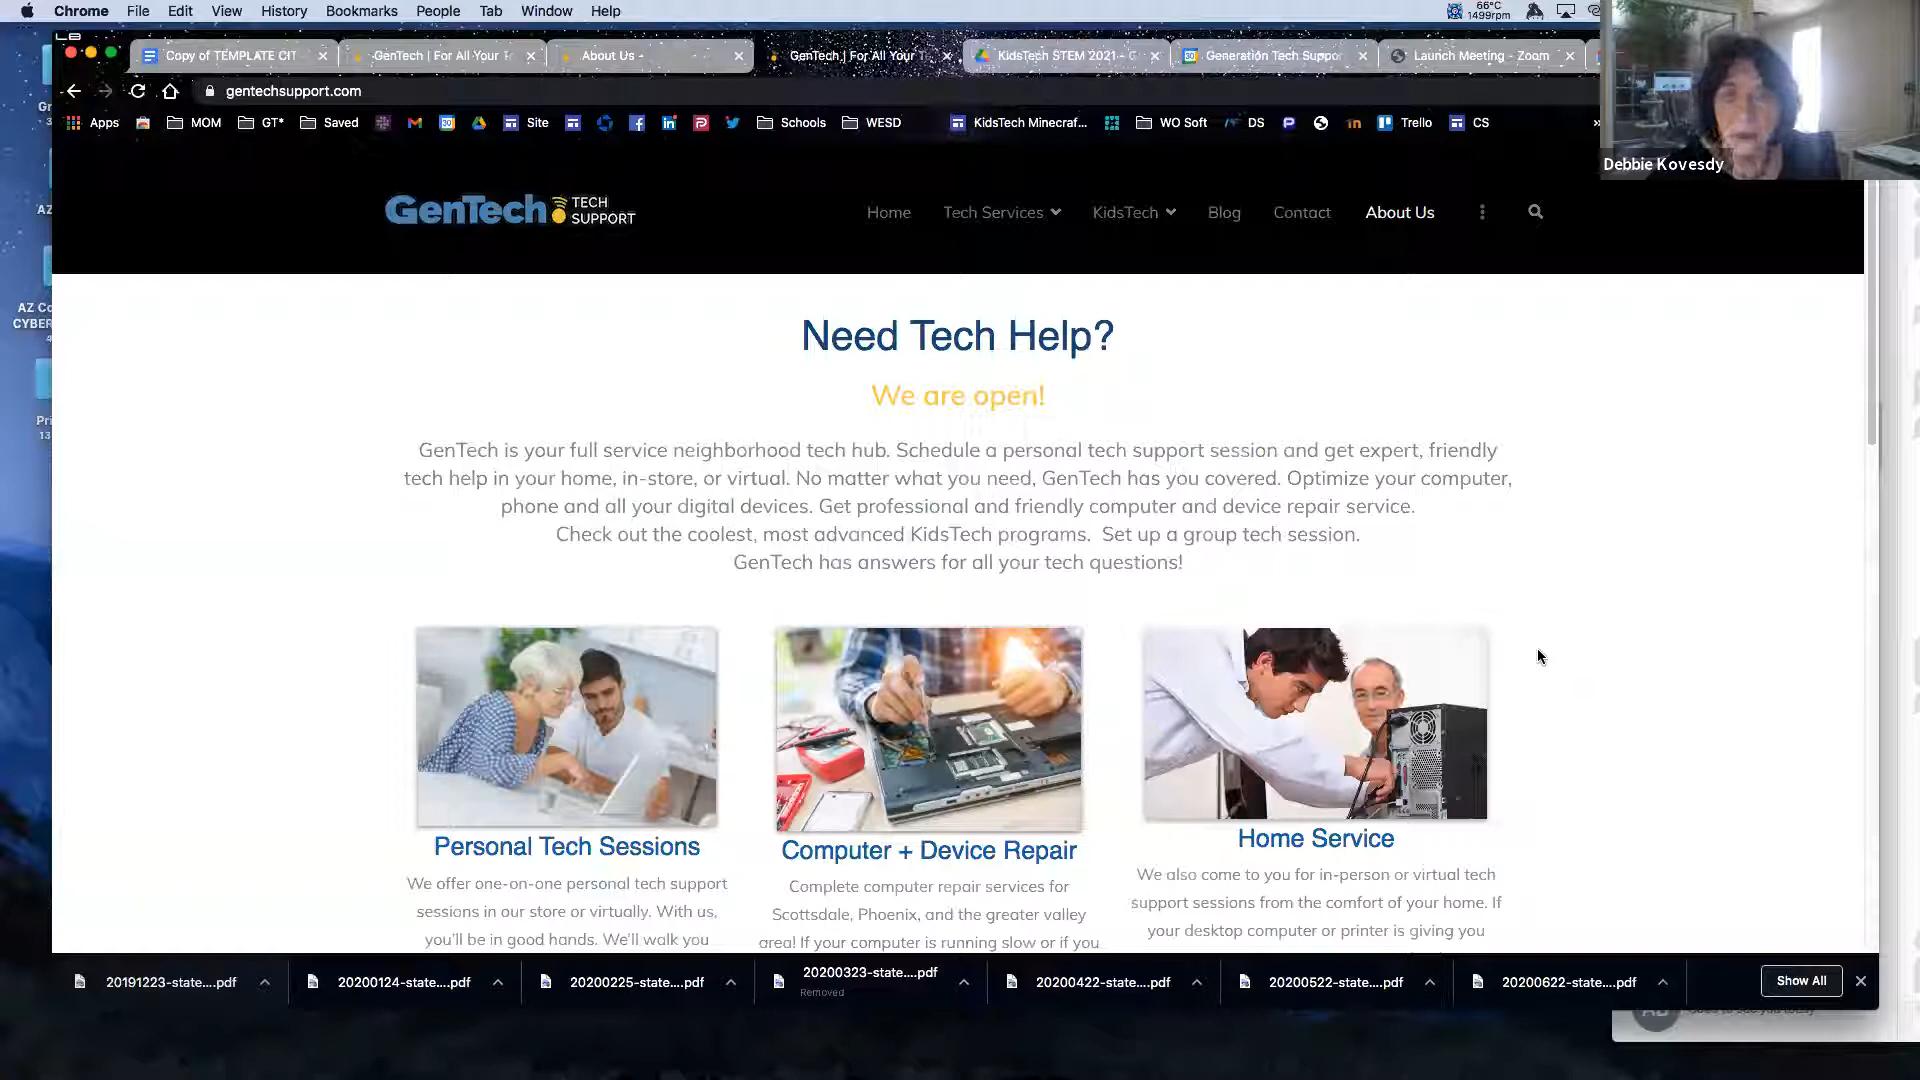 Chrome File Edit View History Bookmarks People Tab Window Help
66°C
1499rpm
Copy of TEMPLATE CIT
GenTech | For All Your T
About Us -
GenTech | For All Your T
KidsTech STEM 2021 - G
Generation Tech Suppo
Launch Meeting - Zoom
gentechsupport.com
Apps MOM GT* Saved Site Schools WESD KidsTech Minecraf... WO Soft DS Trello CS »
Debbie Kovesdy
GenTech TECH SUPPORT
Home Tech Services KidsTech Blog Contact About Us
Need Tech Help?
We are open!
GenTech is your full service neighborhood tech hub. Schedule a personal tech support session and get expert, friendly
tech help in your home, in-store, or virtual. No matter what you need, GenTech has you covered. Optimize your computer,
phone and all your digital devices. Get professional and friendly computer and device repair service.
Check out the coolest, most advanced KidsTech programs. Set up a group tech session.
GenTech has answers for all your tech questions!
Personal Tech Sessions
We offer one-on-one personal tech support
sessions in our store or virtually. With us,
you'll be in good hands. We'll walk you
Computer + Device Repair
Complete computer repair services for
Scottsdale, Phoenix, and the greater valley
area! If your computer is running slow or if you
Home Service
We also come to you for in-person or virtual tech
support sessions from the comfort of your home. If
your desktop computer or printer is giving you
AZ Co
CYBER
Pri
13
20191223-state....pdf
20200124-state....pdf
20200225-state....pdf
20200323-state....pdf
Removed
20200422-state....pdf
20200522-state....pdf
20200622-state....pdf
Show All